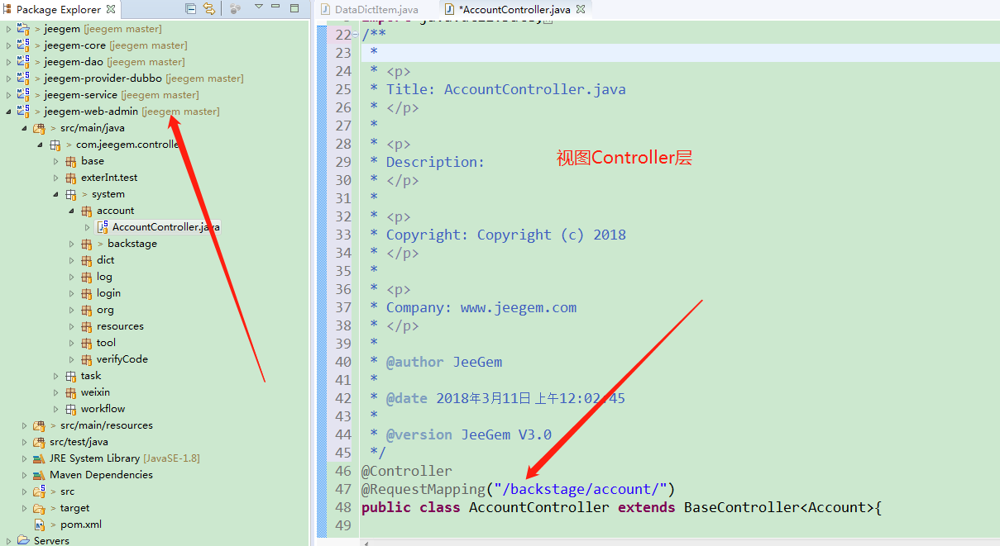 Package Explorer
DataDictItem.java
*AccountController.java
> jeegem [jeegem master]
> jeegem-core [jeegem master]
> jeegem-dao [jeegem master]
> jeegem-provider-dubbo [jeegem master]
> jeegem-service [jeegem master]
> jeegem-web-admin [jeegem master]
> src/main/java
> com.jeegem.controlle
base
exterInt.test
> system
account
AccountController.java
> backstage
dict
log
login
org
resources
tool
verifyCode
task
weixin
workflow
> src/main/resources
src/test/java
JRE System Library [JavaSE-1.8]
Maven Dependencies
> src
> target
> pom.xml
Servers
22 /**
23 *
24 * <p>
25 * Title: AccountController.java
26 * </p>
27 *
28 * <p>
29 * Description:
30 * </p>
31 *
32 * <p>
33 * Copyright: Copyright (c) 2018
34 * </p>
35 *
36 * <p>
37 * Company: www.jeegem.com
38 * </p>
39 *
40 * @author JeeGem
41 *
42 * @date 2018年3月11日 上午12:02:45
43 *
44 * @version JeeGem V3.0
45 */
46 @Controller
47 @RequestMapping("/backstage/account/")
48 public class AccountController extends BaseController<Account>{
49
视图Controller层